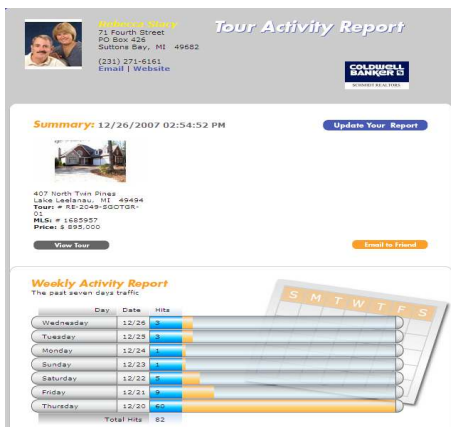 Rebecca Story
Tour Activity Report
71 Fourth Street
PO Box 426
Suttons Bay, MI 49682
(231) 271-6161
Email | Website
COLDWELL
BANKER
SCHMIDT REALTORS
Summary: 12/26/2007 02:54:52 PM
Update Your Report
407 North Twin Pines
Lake Leelanau, MI 49494
Tour: # RE-2049-SGOTGR-
01
MLS: # 1685957
Price: $ 895,000
View Tour
Email to Friend
Weekly Activity Report
The past seven days traffic
S M T W T F S
Day Date Hits
Wednesday 12/26 3
Tuesday 12/25 3
Monday 12/24 1
Sunday 12/23 1
Saturday 12/22 5
Friday 12/21 9
Thursday 12/20 60
Total Hits 82